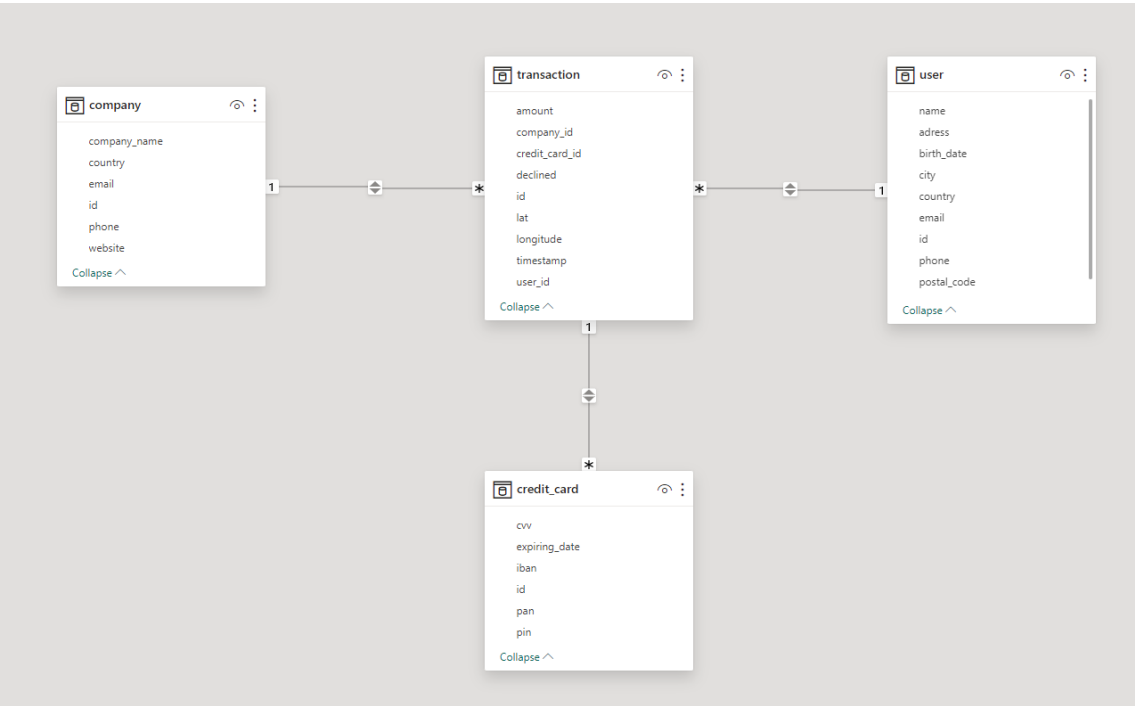 company
company_name
country
email
id
phone
website
Collapse
1
*
transaction
amount
company_id
credit_card_id
declined
id
lat
longitude
timestamp
user_id
Collapse
*
1
user
name
adress
birth_date
city
country
email
id
phone
postal_code
Collapse
1
*
credit_card
cvv
expiring_date
iban
id
pan
pin
Collapse